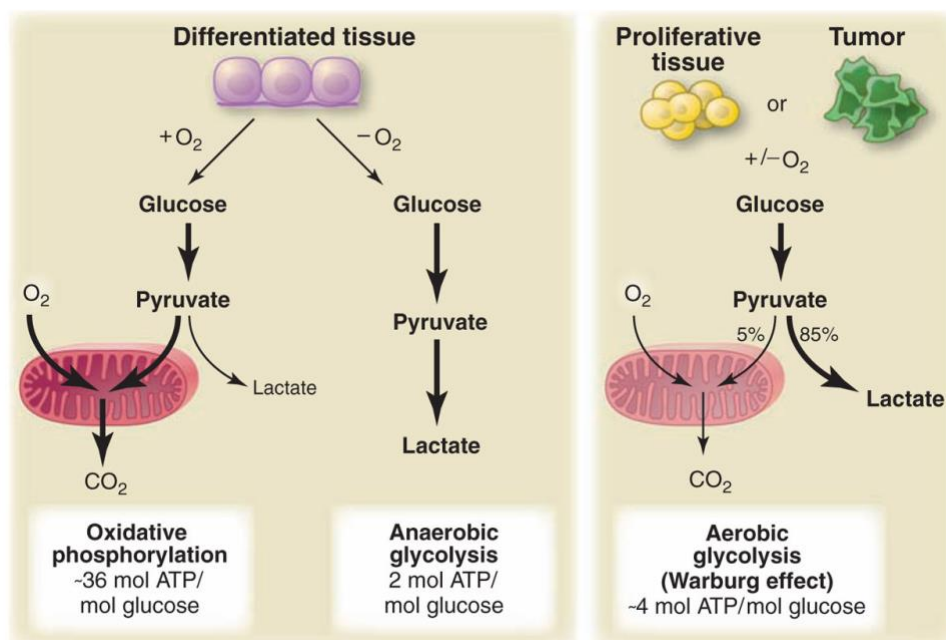 Differentiated tissue
+O₂
−O₂
Glucose
Glucose
O₂
Pyruvate
Pyruvate
Lactate
Lactate
CO₂
Oxidative
phosphorylation
~36 mol ATP/
mol glucose
Anaerobic
glycolysis
2 mol ATP/
mol glucose
Proliferative
tissue
or
Tumor
+/−O₂
Glucose
O₂
Pyruvate
5%
85%
Lactate
CO₂
Aerobic
glycolysis
(Warburg effect)
~4 mol ATP/mol glucose